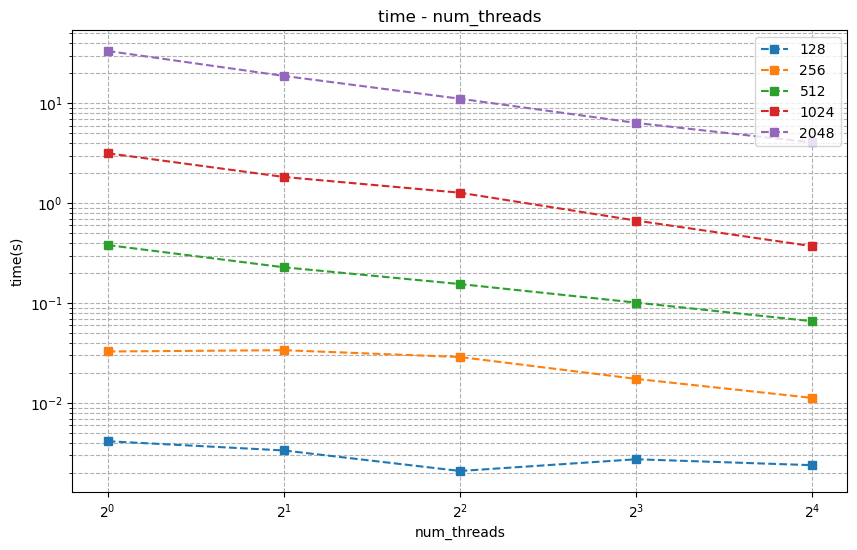 time - num_threads
128
256
512
1024
2048
10¹
10⁰
10⁻¹
10⁻²
time(s)
2⁰ 2¹ 2² 2³ 2⁴
num_threads